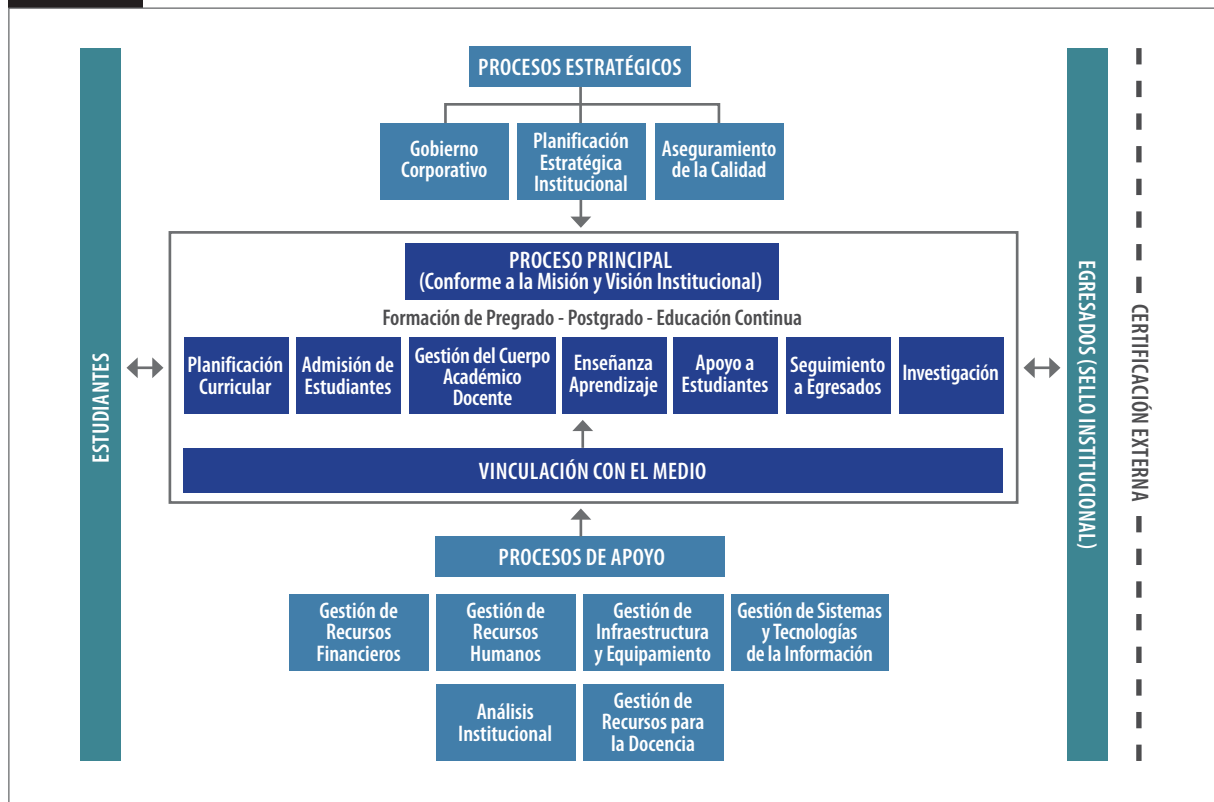 PROCESOS ESTRATÉGICOS
Gobierno
Corporativo
Planificación
Estratégica
Institucional
Aseguramiento
de la Calidad
ESTUDIANTES
PROCESO PRINCIPAL
(Conforme a la Misión y Visión Institucional)
Formación de Pregrado - Postgrado - Educación Continua
Planificación
Curricular
Admisión de
Estudiantes
Gestión del Cuerpo
Académico
Docente
Enseñanza
Aprendizaje
Apoyo a
Estudiantes
Seguimiento
a Egresados
Investigación
VINCULACIÓN CON EL MEDIO
EGRESADOS (SELLO INSTITUCIONAL)
CERTIFICACIÓN EXTERNA
PROCESOS DE APOYO
Gestión de
Recursos
Financieros
Gestión de
Recursos
Humanos
Gestión de
Infraestructura
y Equipamiento
Gestión de Sistemas
y Tecnologías
de la Información
Análisis
Institucional
Gestión de
Recursos para
la Docencia